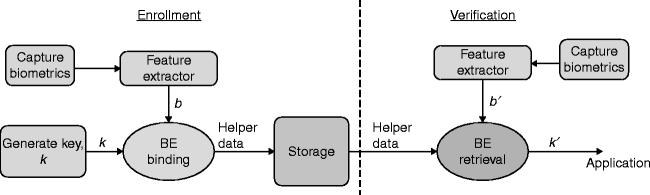 Enrollment
Verification
Capture
biometrics
Feature
extractor
Feature
extractor
Capture
biometrics
b
b′
Generate key,
k
k
BE
binding
Helper
data
Storage
Helper
data
BE
retrieval
k′
Application